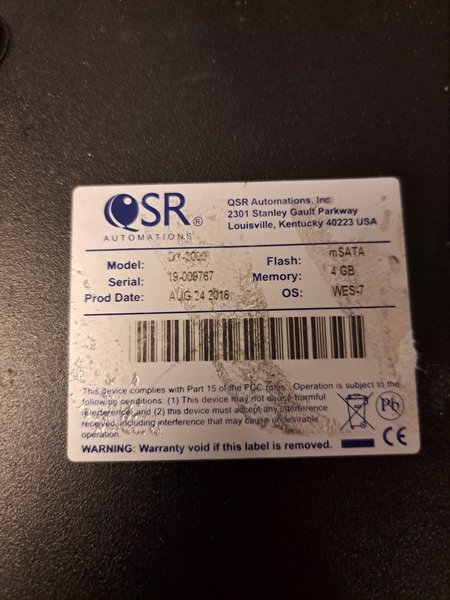 QSR®
AUTOMATIONS
QSR Automations, Inc.
2301 Stanley Gault Parkway
Louisville, Kentucky 40223 USA
Model:
Serial: 19-009767
Prod Date: AUG 24 2016
Flash: mSATA
Memory: 4 GB
OS: WES-7
This device complies with Part 15 of the FCC rules. Operation is subject to the
following conditions: (1) This device may not cause harmful
interference, and (2) this device must accept any interference
received, including interference that may cause undesirable
operation.
Pb
CE
WARNING: Warranty void if this label is removed.